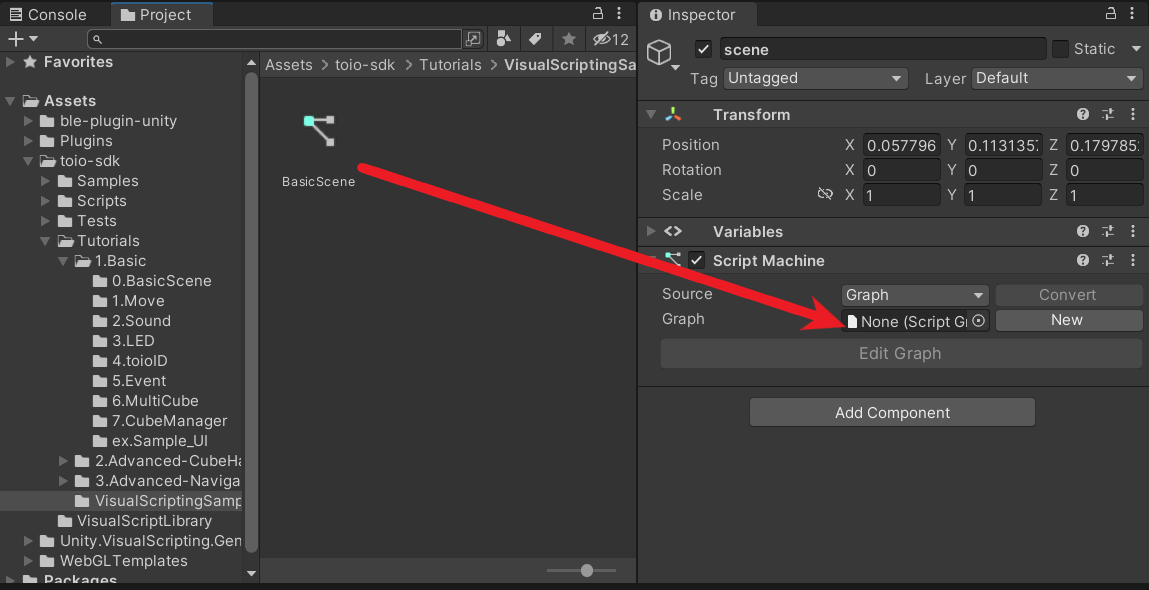 Console
Project
12
Favorites
Assets
ble-plugin-unity
Plugins
toio-sdk
Samples
Scripts
Tests
Tutorials
1.Basic
0.BasicScene
1.Move
2.Sound
3.LED
4.toioID
5.Event
6.MultiCube
7.CubeManager
ex.Sample_UI
2.Advanced-CubeHa
3.Advanced-Naviga
VisualScriptingSamp
VisualScriptLibrary
Unity.VisualScripting.Gen
WebGLTemplates
Packages
Assets > toio-sdk > Tutorials > VisualScriptingSa
BasicScene
Inspector
scene
Static
Tag Untagged Layer Default
Transform
Position X 0.057796 Y 0.1131357 Z 0.179785
Rotation X 0 Y 0 Z 0
Scale X 1 Y 1 Z 1
Variables
Script Machine
Source Graph Convert
Graph None (Script Gr New
Edit Graph
Add Component